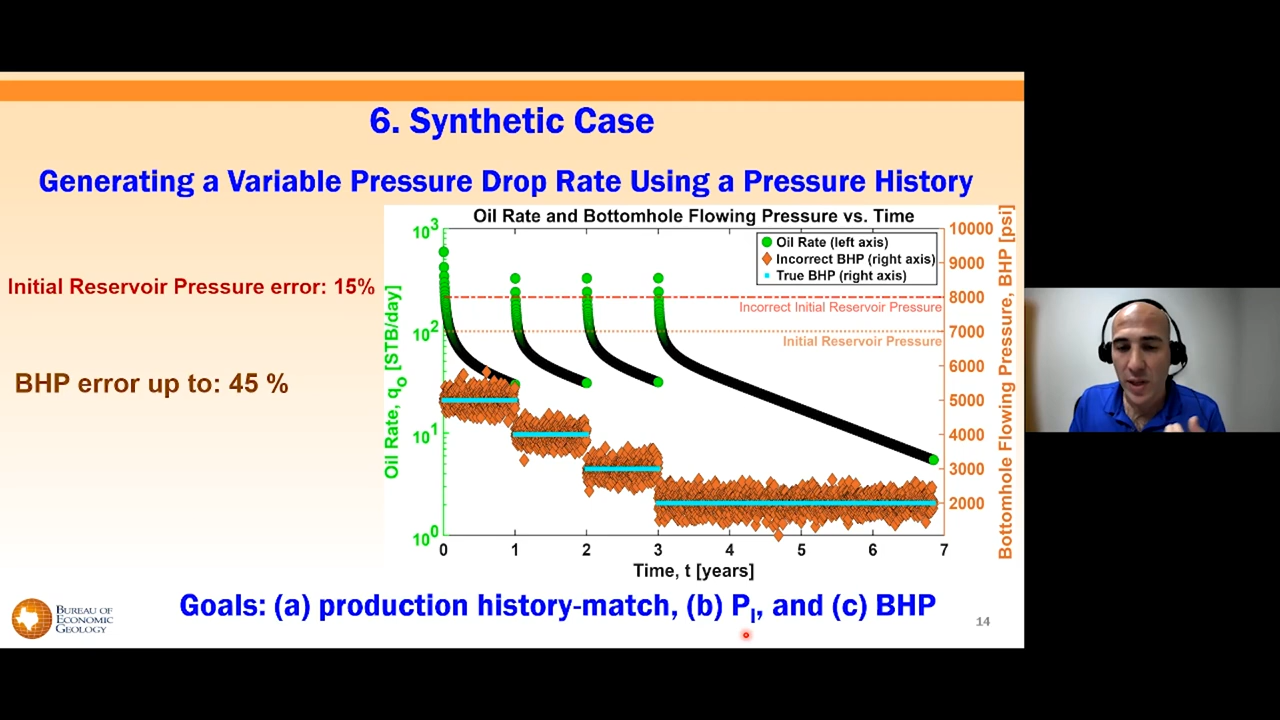 6. Synthetic Case
Generating a Variable Pressure Drop Rate Using a Pressure History
Initial Reservoir Pressure error: 15%
BHP error up to: 45 %
Oil Rate and Bottomhole Flowing Pressure vs. Time
Oil Rate (left axis)
Incorrect BHP (right axis)
True BHP (right axis)
Incorrect Initial Reservoir Pressure
Initial Reservoir Pressure
Oil Rate, qo [STB/day]
10³
10²
10¹
10⁰
Bottomhole Flowing Pressure, BHP [psi]
10000
9000
8000
7000
6000
5000
4000
3000
2000
0 1 2 3 4 5 6 7
Time, t [years]
Goals: (a) production history-match, (b) PI, and (c) BHP
BUREAU OF
ECONOMIC
GEOLOGY
14